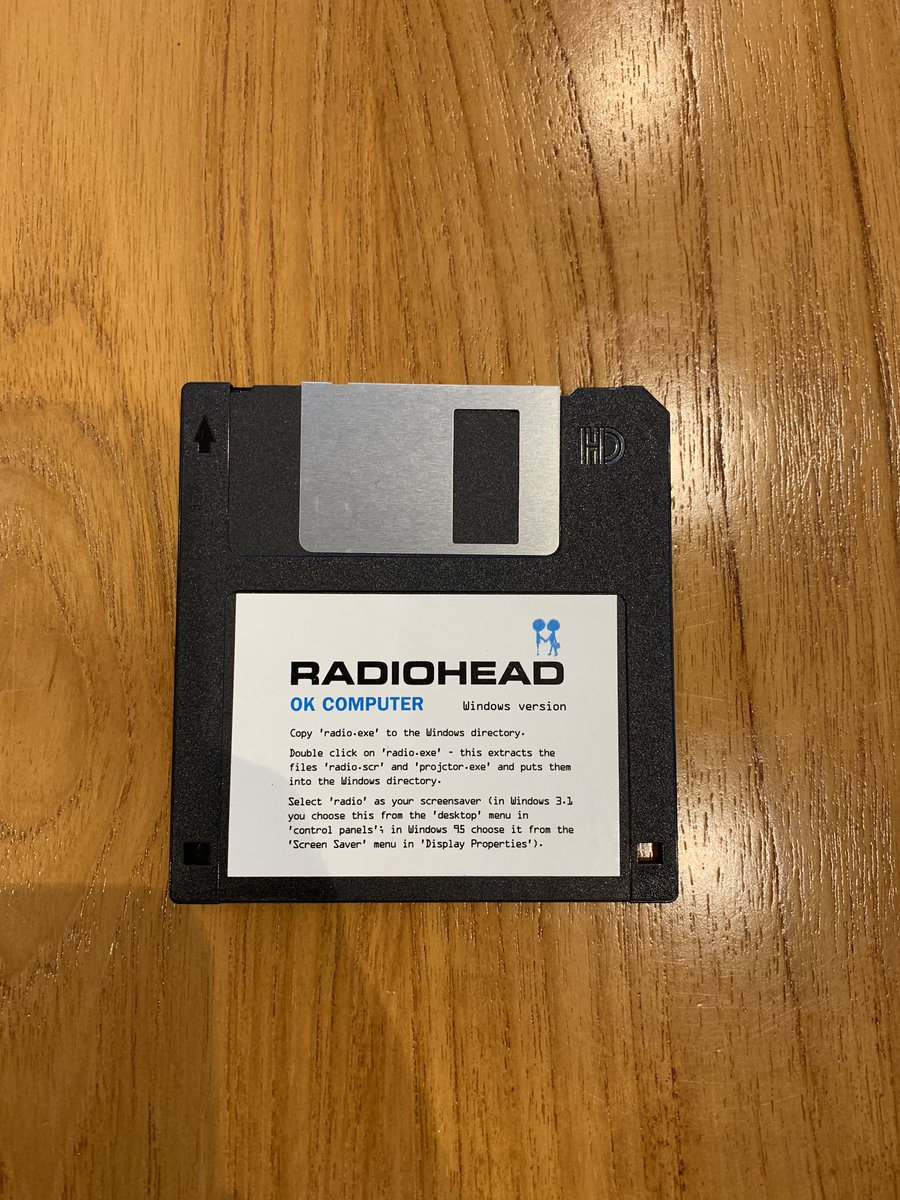 HD
RADIOHEAD
OK COMPUTER Windows version
Copy 'radio.exe' to the Windows directory.
Double click on 'radio.exe' - this extracts the
files 'radio.scr' and 'projctor.exe' and puts them
into the Windows directory.
Select 'radio' as your screensaver (in Windows 3.1
you choose this from the 'desktop' menu in
'control panels'; in Windows 95 choose it from the
'Screen Saver' menu in 'Display Properties').